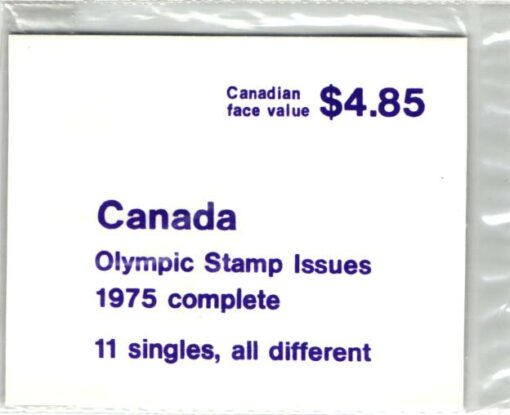 Canadian
face value $4.85
Canada
Olympic Stamp Issues
1975 complete
11 singles, all different